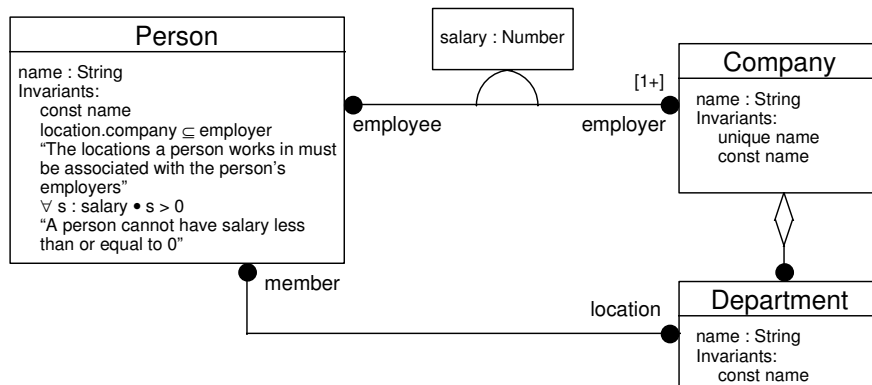 Person
name : String
Invariants:
const name
location.company ⊆ employer
“The locations a person works in must
be associated with the person’s
employers”
∀ s : salary • s > 0
“A person cannot have salary less
than or equal to 0”
salary : Number
employee
[1+]
employer
Company
name : String
Invariants:
unique name
const name
member
location
Department
name : String
Invariants:
const name